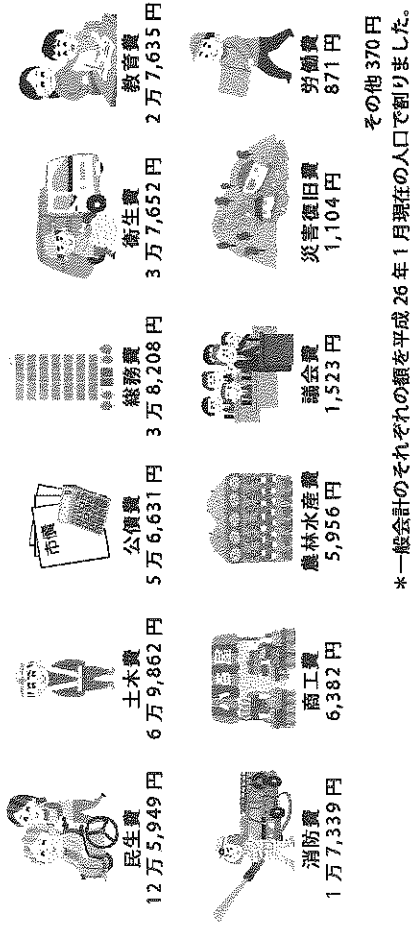 民生費
12万5,949円
土木費
6万9,862円
市債
公債費
5万6,631円
総務費
3万8,208円
衛生費
3万7,652円
教育費
2万7,635円
消防費
1万7,339円
商工費
6,382円
農林水産費
5,956円
議会費
1,523円
災害復旧費
1,104円
労働費
871円
その他 370円
*一般会計のそれぞれの額を平成26年1月現在の人口で割りました。